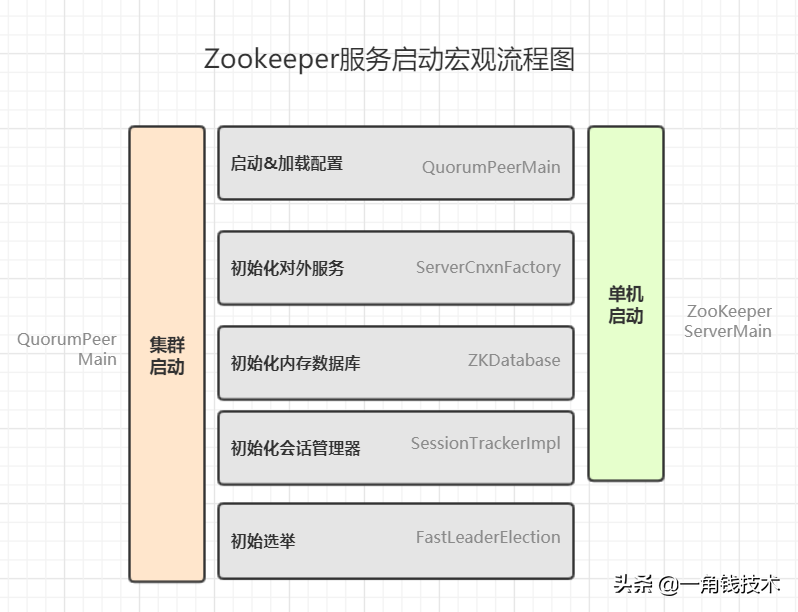 Zookeeper服务启动宏观流程图
启动&加载配置
QuorumPeerMain
初始化对外服务
ServerCnxnFactory
单机
启动
ZooKeeper
ServerMain
QuorumPeer
Main
集群
启动
初始化内存数据库
ZKDatabase
初始化会话管理器
SessionTrackerImpl
初始选举
FastLeaderElection
头条 @一角钱技术